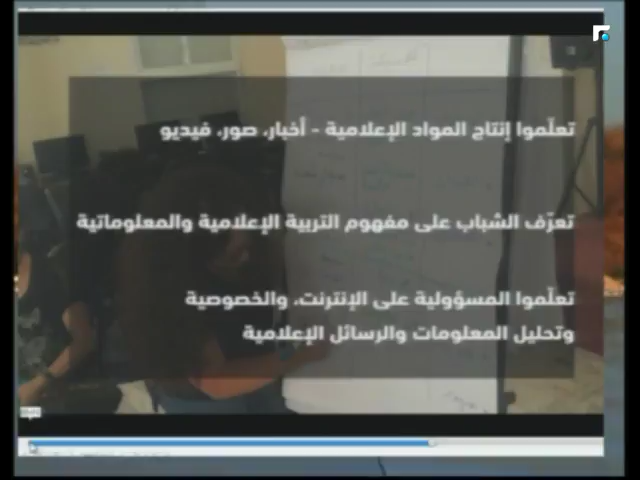 تعلّموا إنتاج المواد الإعلامية - أخبار، صور، فيديو
تعرّف الشباب على مفهوم التربية الإعلامية والمعلوماتية
تعلّموا المسؤولية على الإنترنت، والخصوصية
وتحليل المعلومات والرسائل الإعلامية